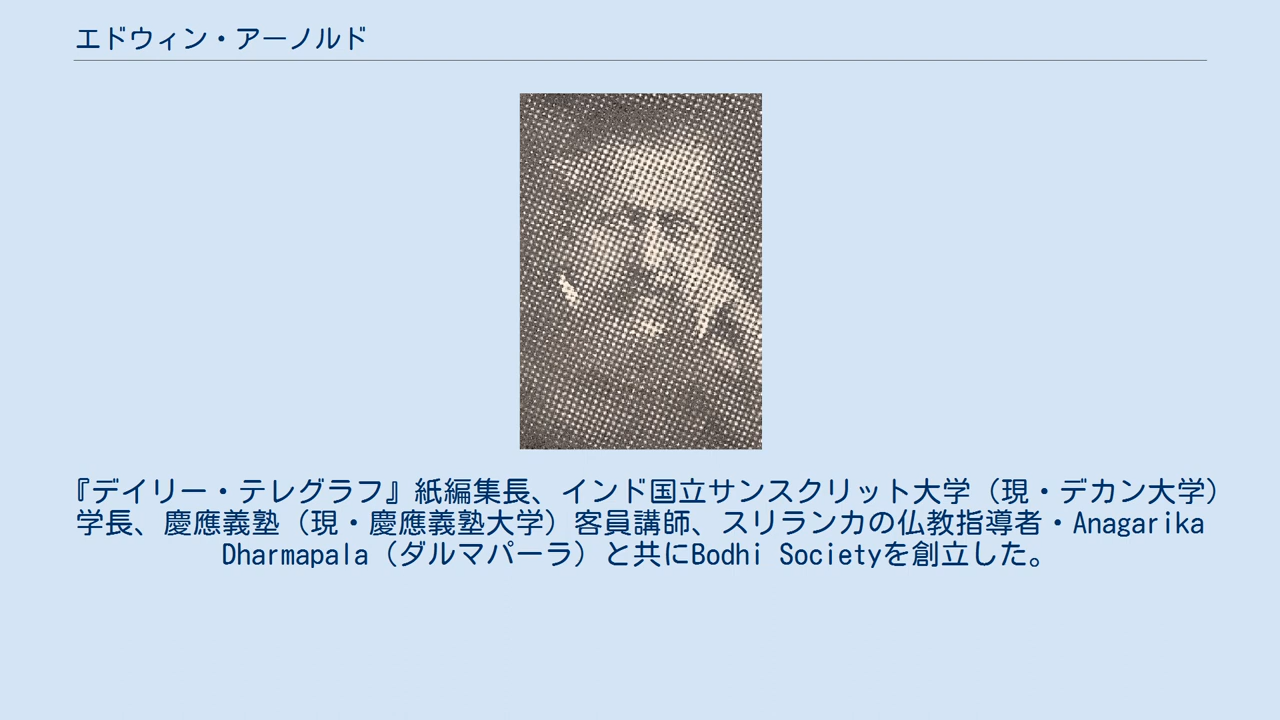 エドウィン・アーノルド
『デイリー・テレグラフ』紙編集長、インド国立サンスクリット大学（現・デカン大学）
学長、慶應義塾（現・慶應義塾大学）客員講師、スリランカの仏教指導者・Anagarika
Dharmapala（ダルマパーラ）と共にBodhi Societyを創立した。